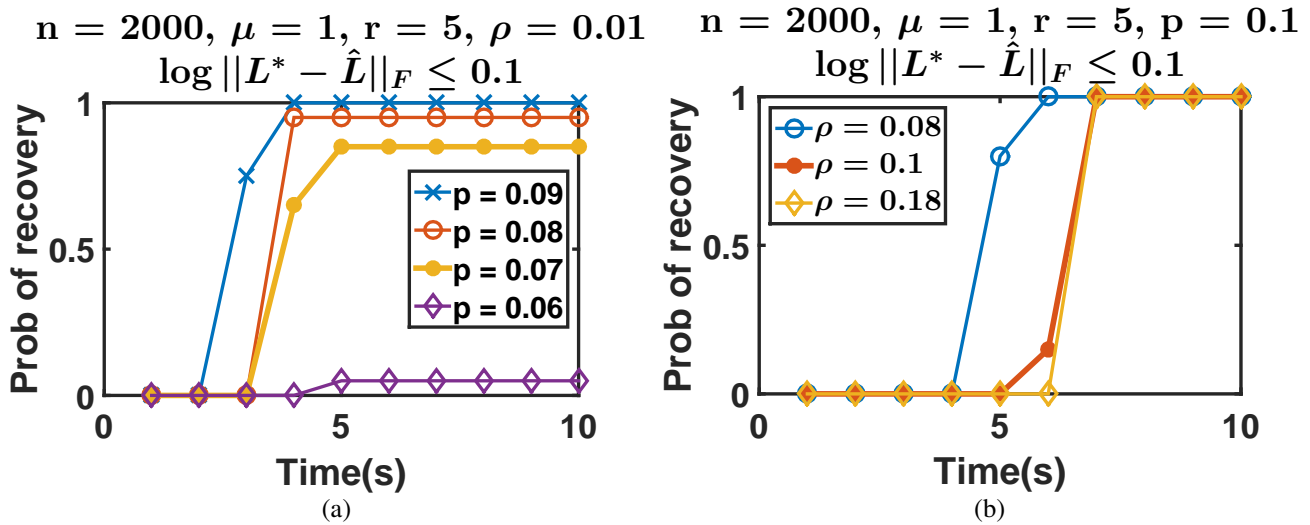 n = 2000, μ = 1, r = 5, ρ = 0.01
log ||L* − L̂||_F ≤ 0.1
1
0.5
0
Prob of recovery
p = 0.09
p = 0.08
p = 0.07
p = 0.06
5
10
Time(s)
(a)
n = 2000, μ = 1, r = 5, p = 0.1
log ||L* − L̂||_F ≤ 0.1
1
0.5
0
Prob of recovery
ρ = 0.08
ρ = 0.1
ρ = 0.18
0
5
10
Time(s)
(b)